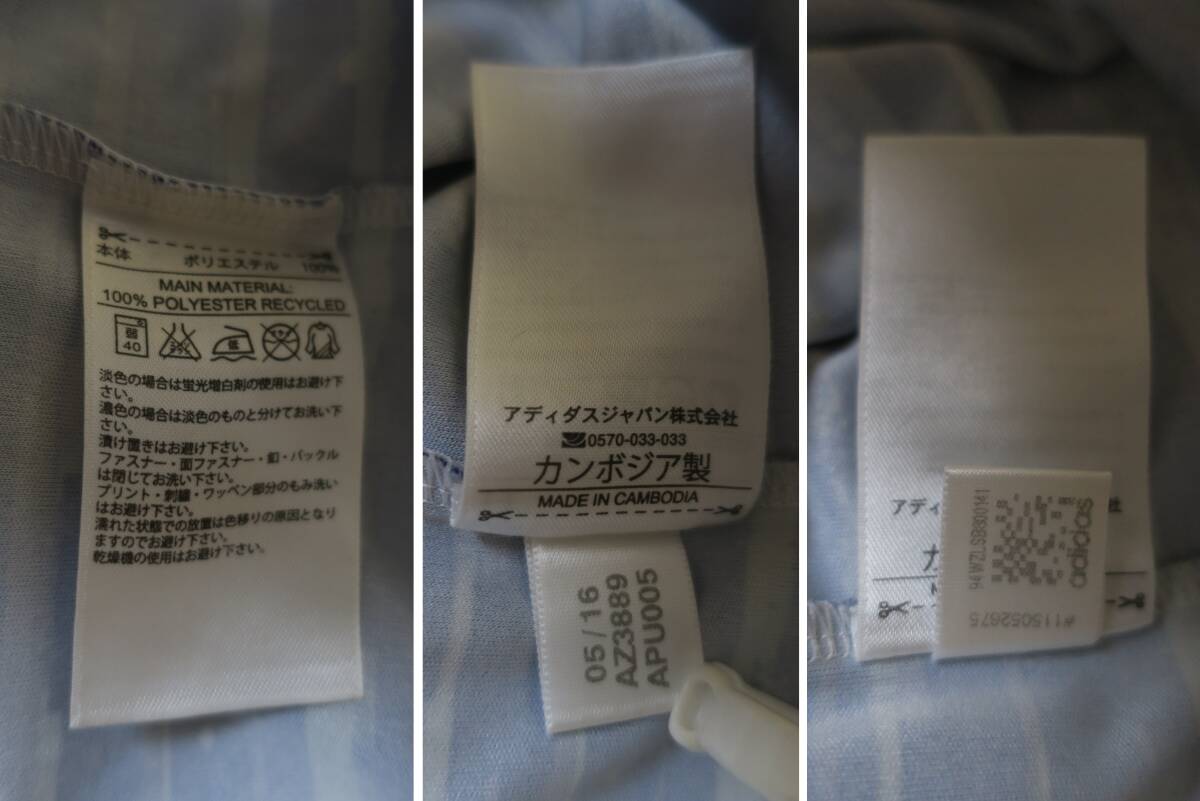 本体 ポリエステル 100%
MAIN MATERIAL:
100% POLYESTER RECYCLED
弱
40
低
淡色の場合は蛍光増白剤の使用はお避け下
さい。
濃色の場合は淡色のものと分けてお洗い下
さい。
漬け置きはお避け下さい。
ファスナー・面ファスナー・釦・バックル
は閉じてお洗い下さい。
プリント・刺繍・ワッペン部分のもみ洗い
はお避け下さい。
濡れた状態での放置は色移りの原因となり
ますのでお避け下さい。
乾燥機の使用はお避け下さい。
アディダスジャパン株式会社
0570-033-033
カンボジア製
MADE IN CAMBODIA
05/16
AZ3889
APU005
アディ
社
カ
M
94WZLSB800141
adidas
#115052875